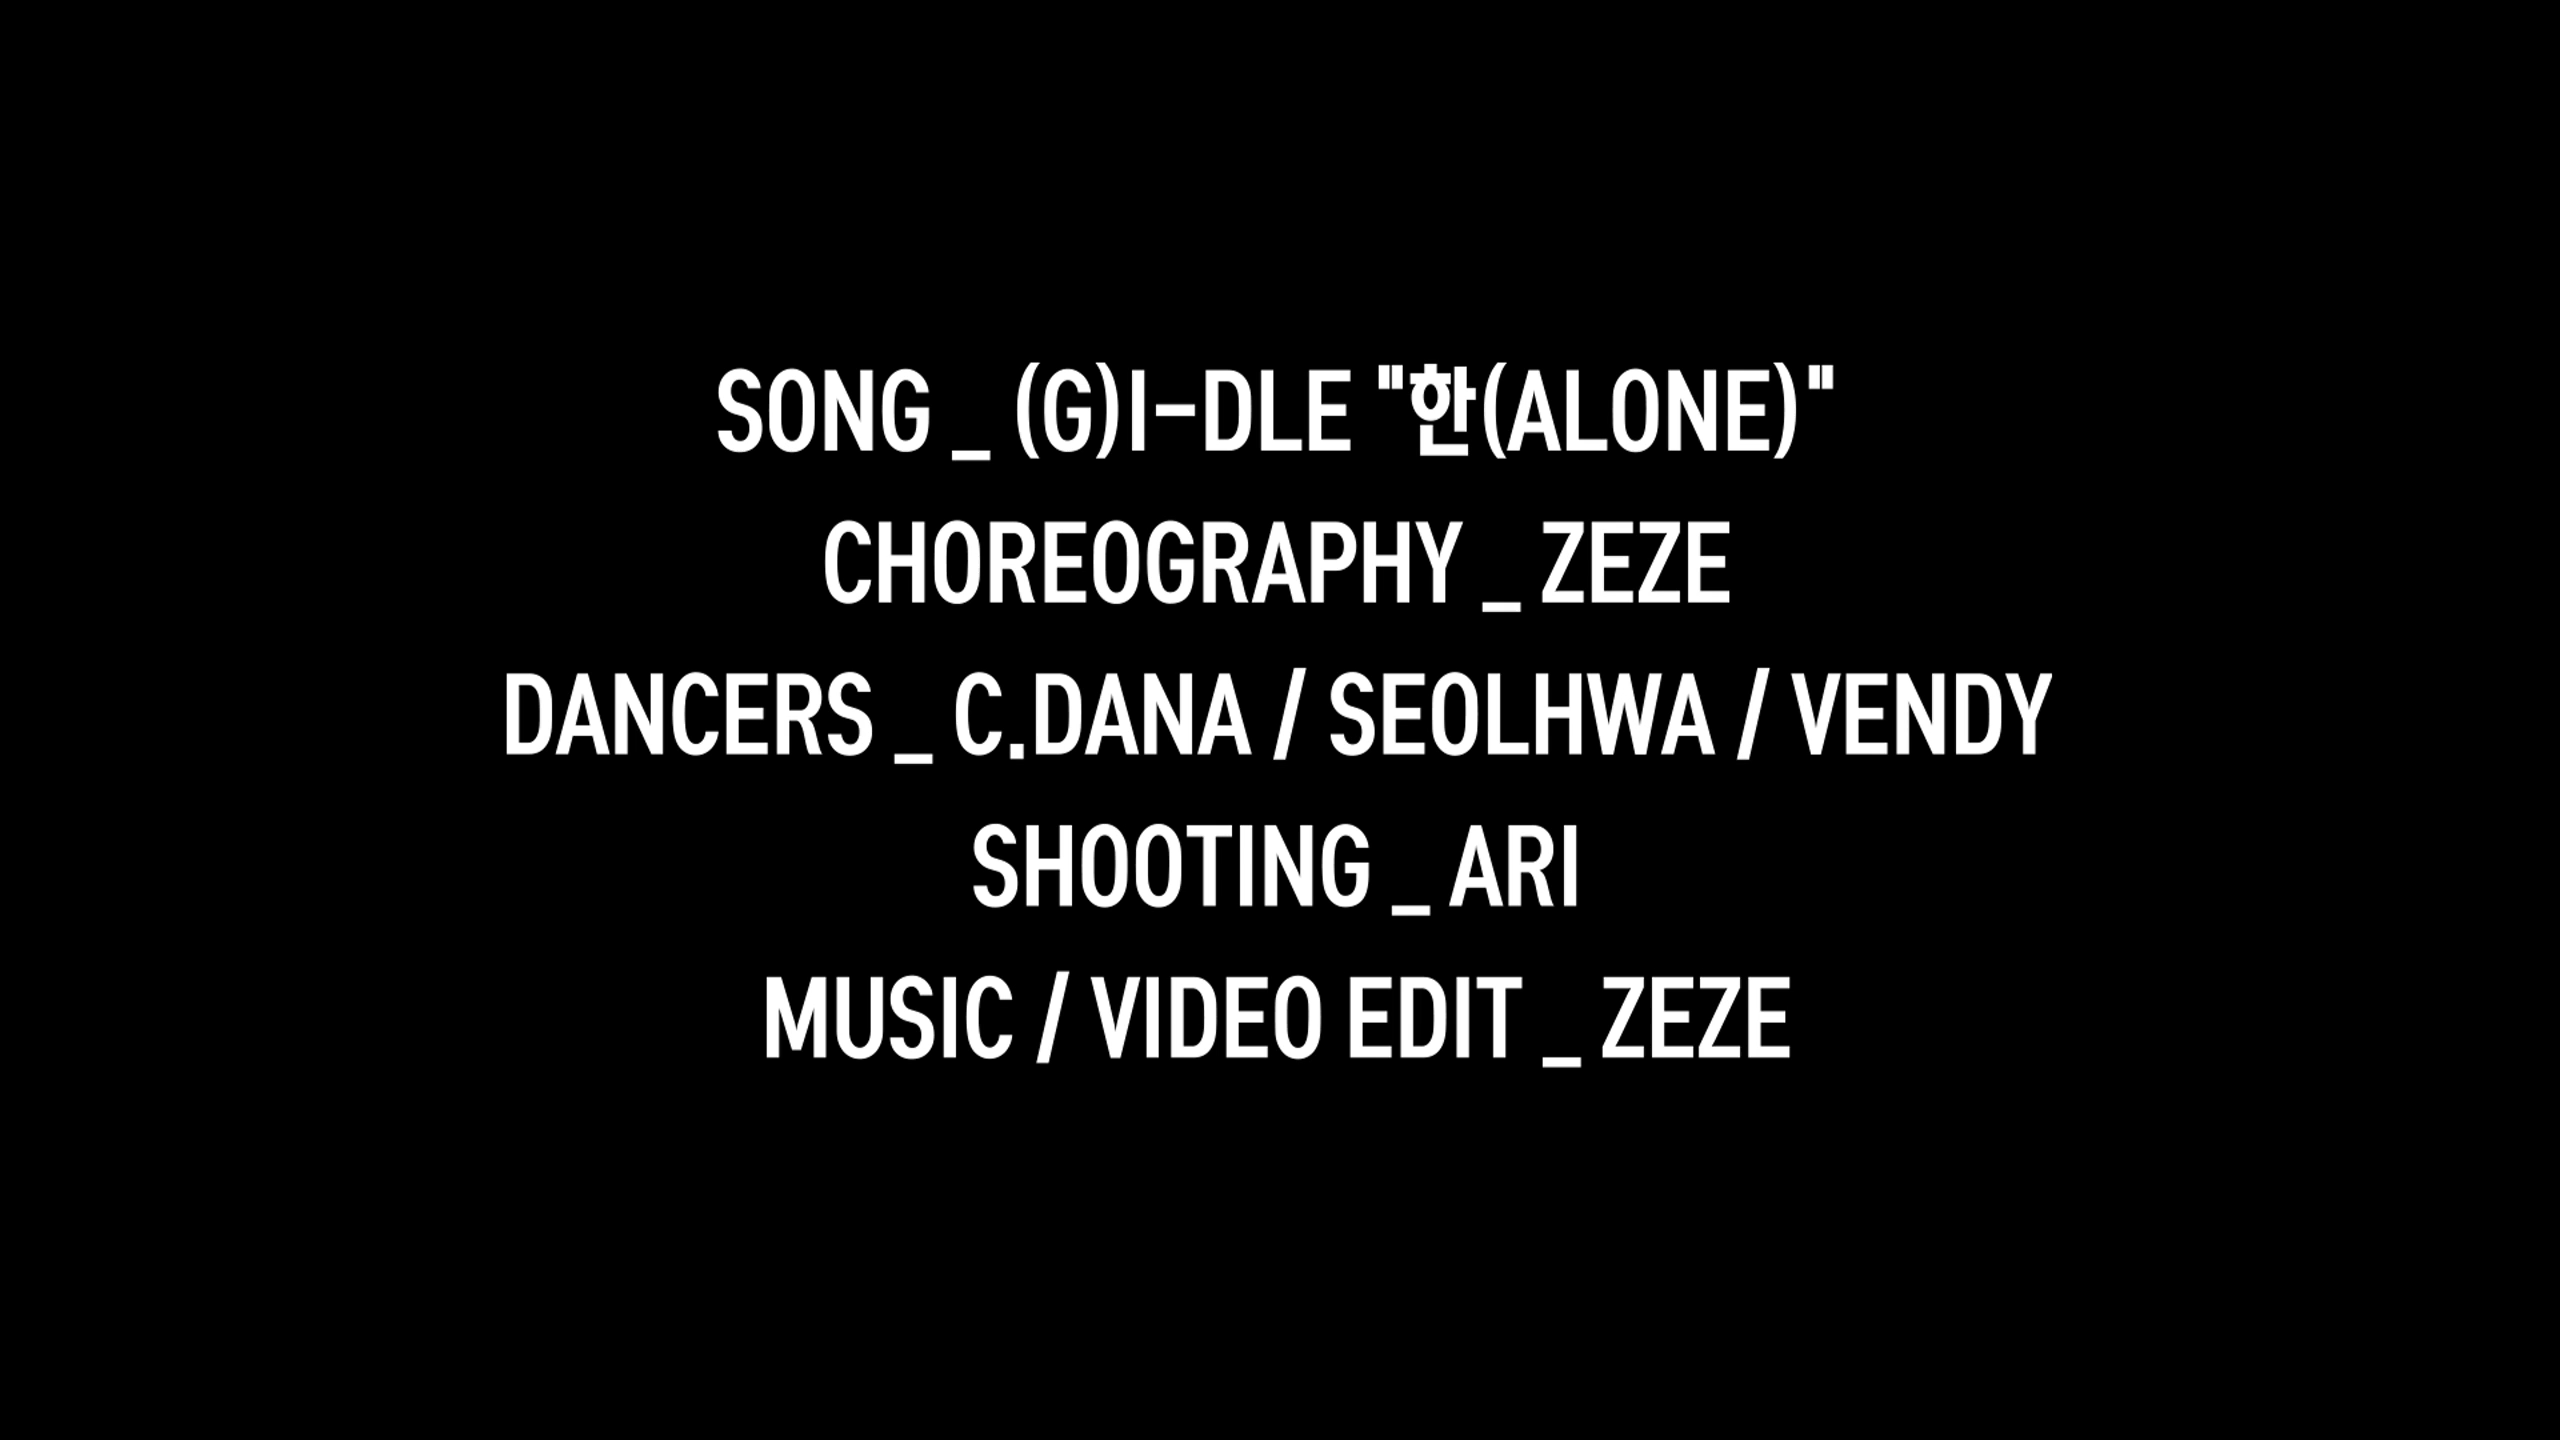 SONG _ (G)I-DLE "한(ALONE)"
CHOREOGRAPHY _ ZEZE
DANCERS _ C.DANA / SEOLHWA / VENDY
SHOOTING _ ARI
MUSIC / VIDEO EDIT _ ZEZE